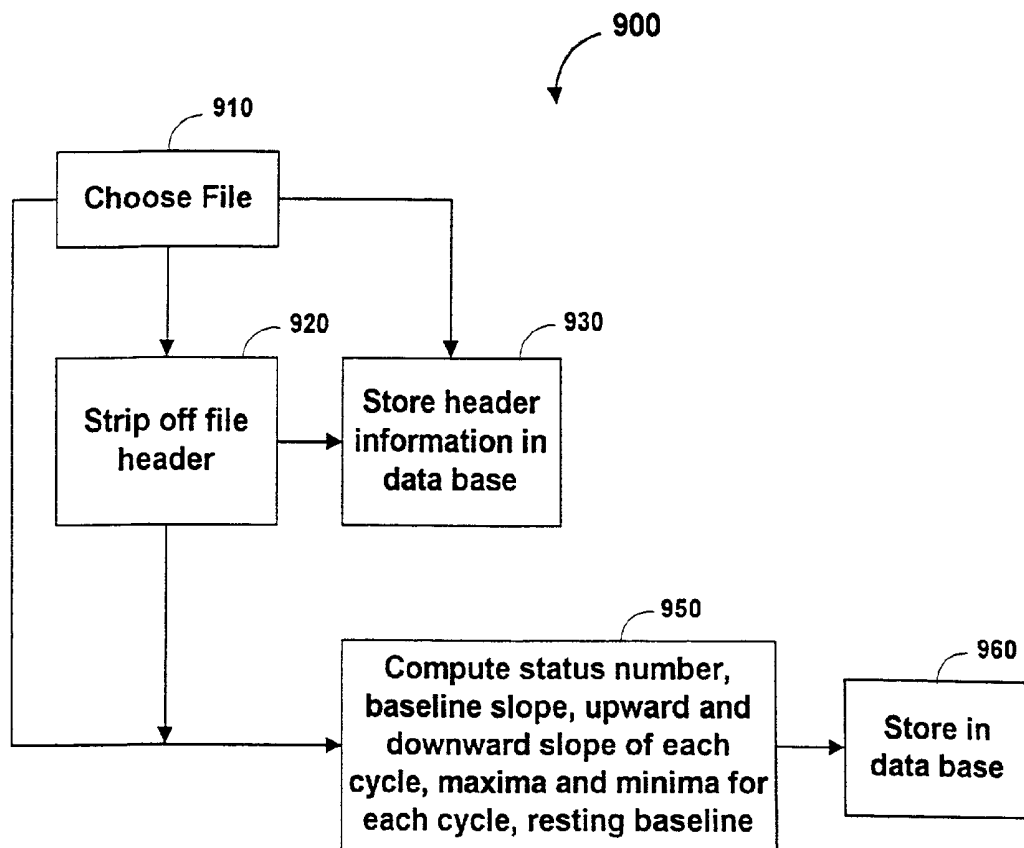 900
910
Choose File
920
Strip off file
header
930
Store header
information in
data base
950
Compute status number,
baseline slope, upward and
downward slope of each
cycle, maxima and minima for
each cycle, resting baseline
960
Store in
data base